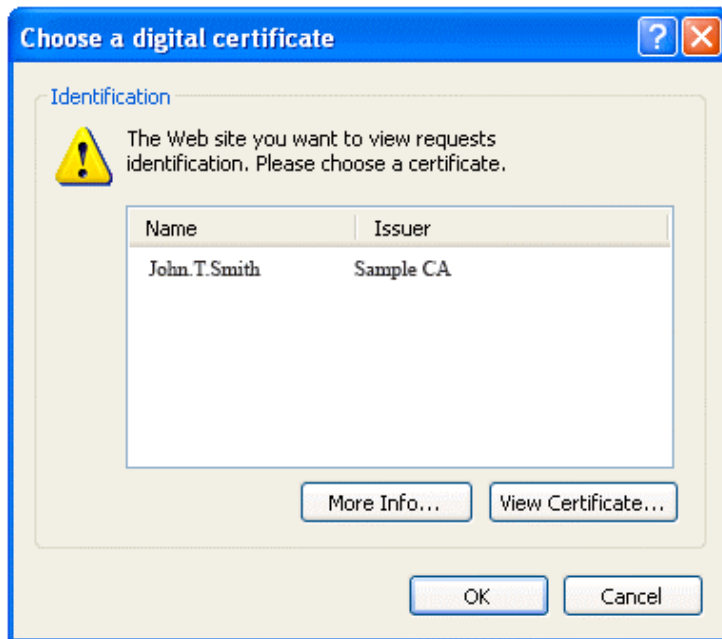 Choose a digital certificate
Identification
The Web site you want to view requests
identification. Please choose a certificate.
Name Issuer
John.T.Smith Sample CA
More Info... View Certificate...
OK Cancel